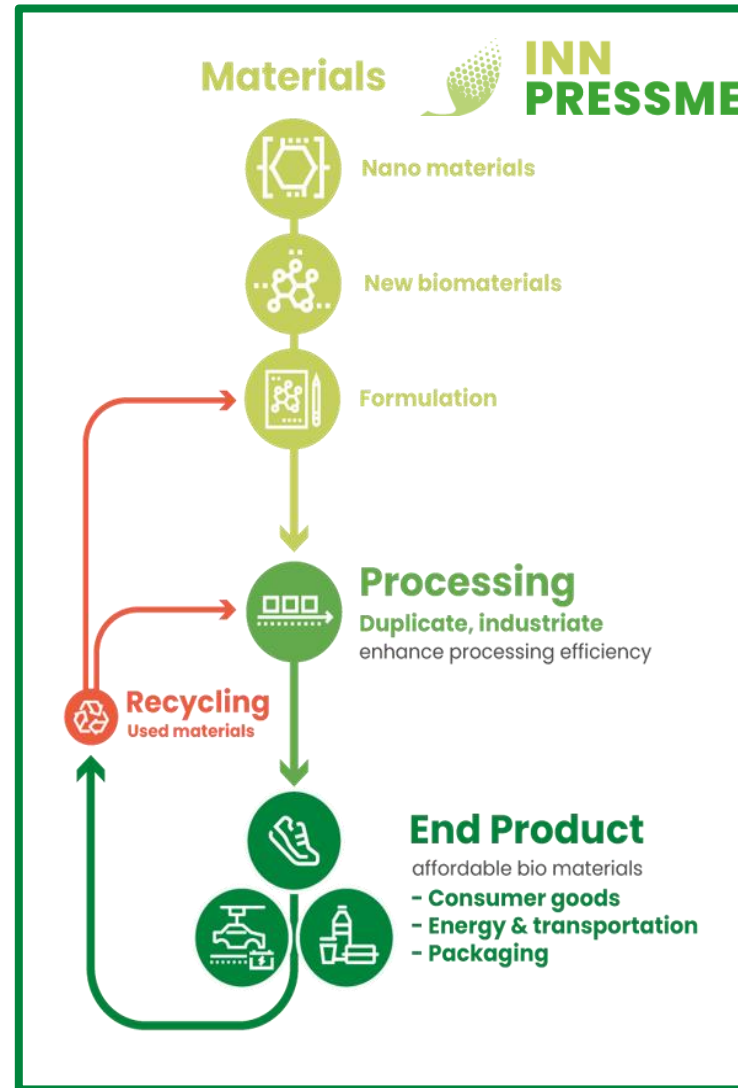 Materials
INN
PRESSME
Nano materials
New biomaterials
Formulation
Processing
Duplicate, industriate
enhance processing efficiency
Recycling
Used materials
End Product
affordable bio materials
- Consumer goods
- Energy & transportation
- Packaging